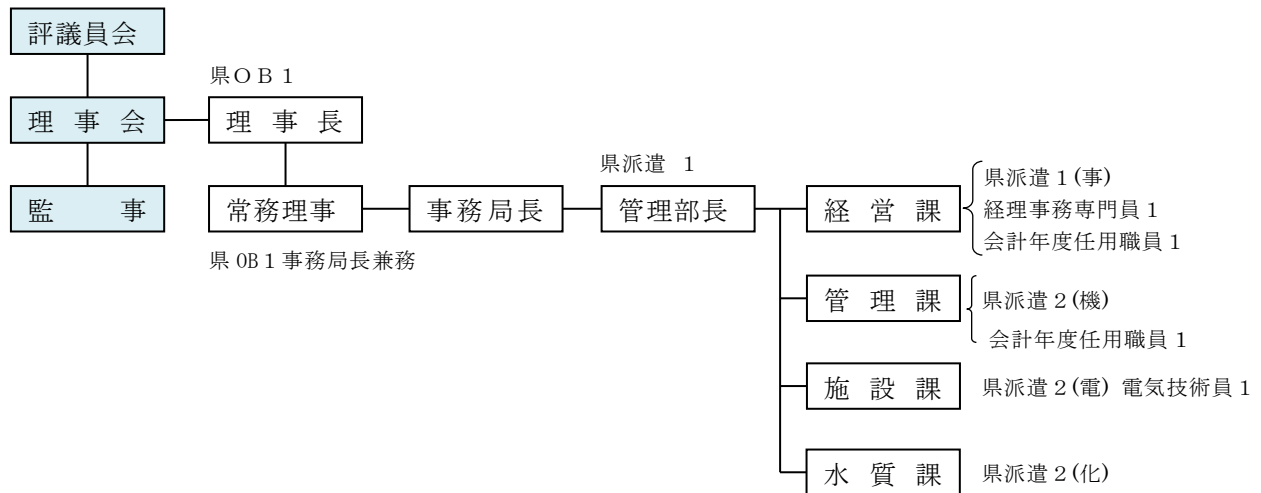 評議員会
県ＯＢ１
理事会
理事長
県派遣 １
監事
常務理事
事務局長
管理部長
経営課
県派遣１(事)
経理事務専門員１
会計年度任用職員１
県OB１事務局長兼務
管理課
県派遣２(機)
会計年度任用職員１
施設課
県派遣２(電) 電気技術員１
水質課
県派遣２(化)